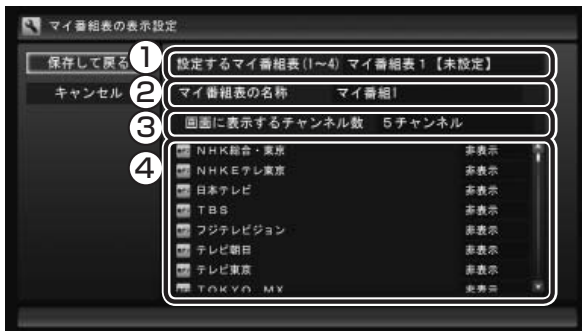 マイ番組表の表示設定
保存して戻る
キャンセル
① 設定するマイ番組表(1～4) マイ番組表1【未設定】
② マイ番組表の名称 マイ番組1
③ 画面に表示するチャンネル数 5チャンネル
④
NHK総合・東京 非表示
NHKEテレ東京 非表示
日本テレビ 非表示
TBS 非表示
フジテレビジョン 非表示
テレビ朝日 非表示
テレビ東京 非表示
TOKYO MX 非表示